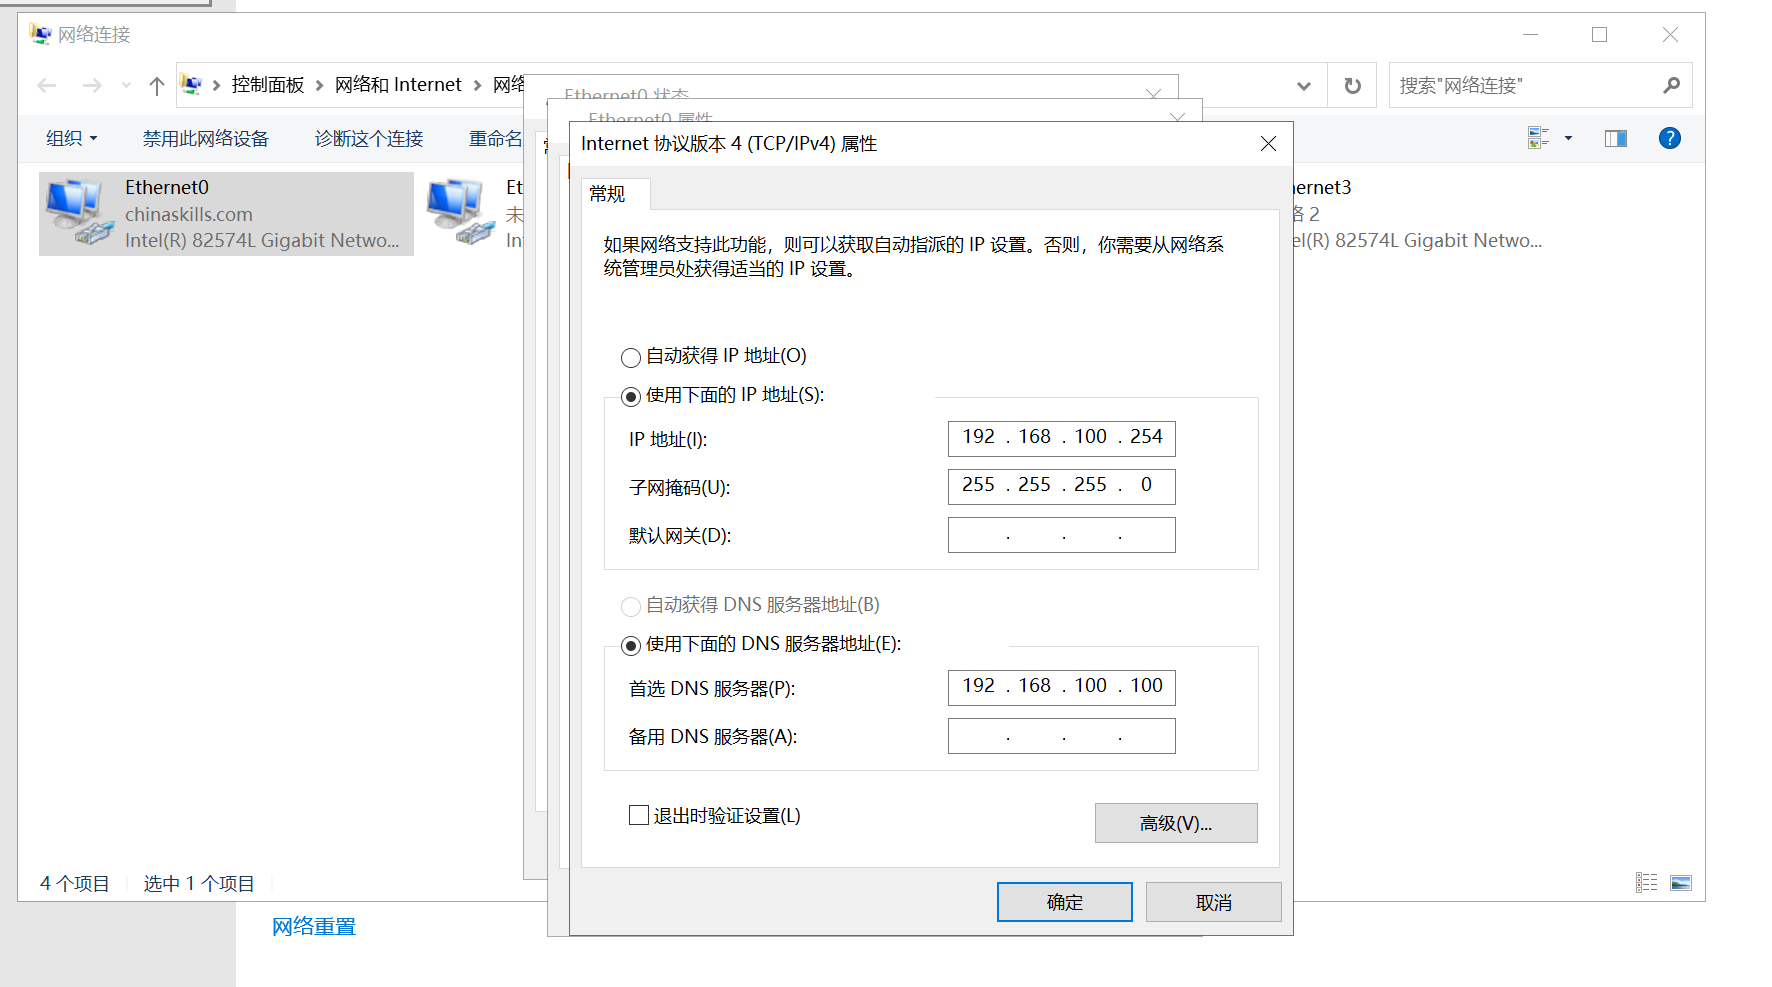 网络连接
控制面板 > 网络和 Internet > 网络
搜索"网络连接"
组织
禁用此网络设备
诊断这个连接
重命名
Ethernet0
chinaskills.com
Intel(R) 82574L Gigabit Netwo...
Et
未
In
ernet3
络 2
el(R) 82574L Gigabit Netwo...
Ethernet0 状态
Ethernet0 属性
Internet 协议版本 4 (TCP/IPv4) 属性
常规
如果网络支持此功能，则可以获取自动指派的 IP 设置。否则，你需要从网络系
统管理员处获得适当的 IP 设置。
自动获得 IP 地址(O)
使用下面的 IP 地址(S):
IP 地址(I):
192 . 168 . 100 . 254
子网掩码(U):
255 . 255 . 255 . 0
默认网关(D):
. . .
自动获得 DNS 服务器地址(B)
使用下面的 DNS 服务器地址(E):
首选 DNS 服务器(P):
192 . 168 . 100 . 100
备用 DNS 服务器(A):
. . .
退出时验证设置(L)
高级(V)...
确定
取消
4 个项目
选中 1 个项目
网络重置